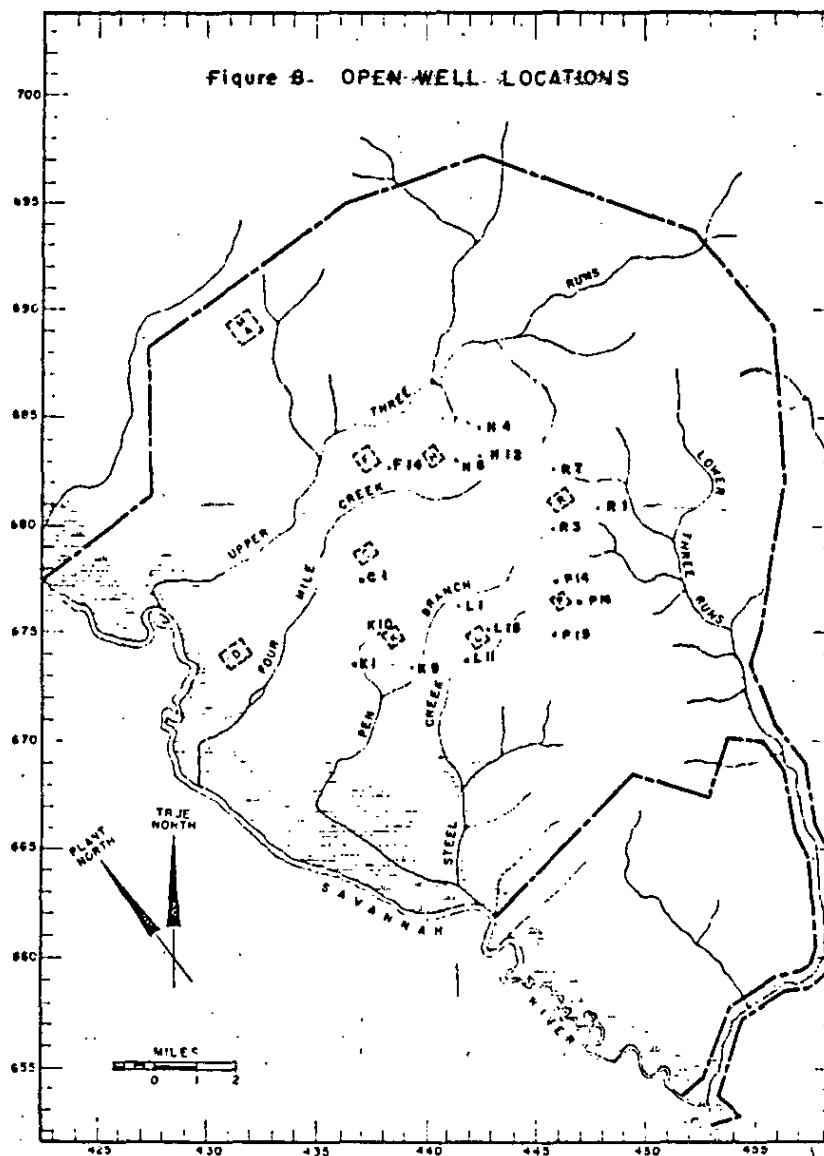 Figure 8. OPEN-WELL LOCATIONS
700
695
690
685
680
675
670
665
660
655
425
430
435
440
445
450
455
M
A
RUNS
THREE
UPPER
H4
F
F14
H
H6
H12
CREEK
MILE
FOUR
R2
R
R1
R3
LOWER
THREE
RUNS
C1
BRANCH
L1
P14
P
P16
P19
K10
K
K1
K9
L
L18
L11
D
PEN
CREEK
STEEL
PLANT
NORTH
TRUE
NORTH
SAVANNAH
RIVER
MILES
0 1 2